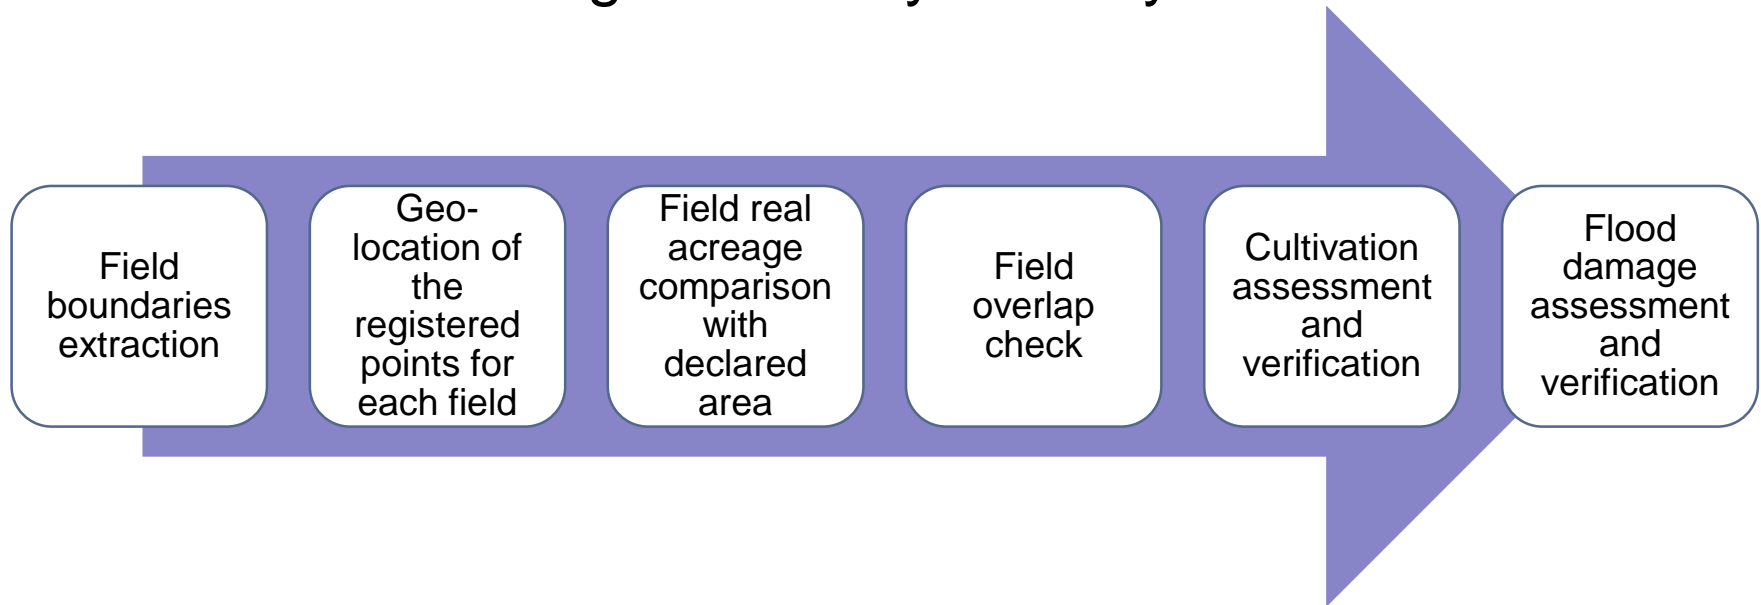 Field
boundaries
extraction
Geo-
location of
the
registered
points for
each field
Field real
acreage
comparison
with
declared
area
Field
overlap
check
Cultivation
assessment
and
verification
Flood
damage
assessment
and
verification